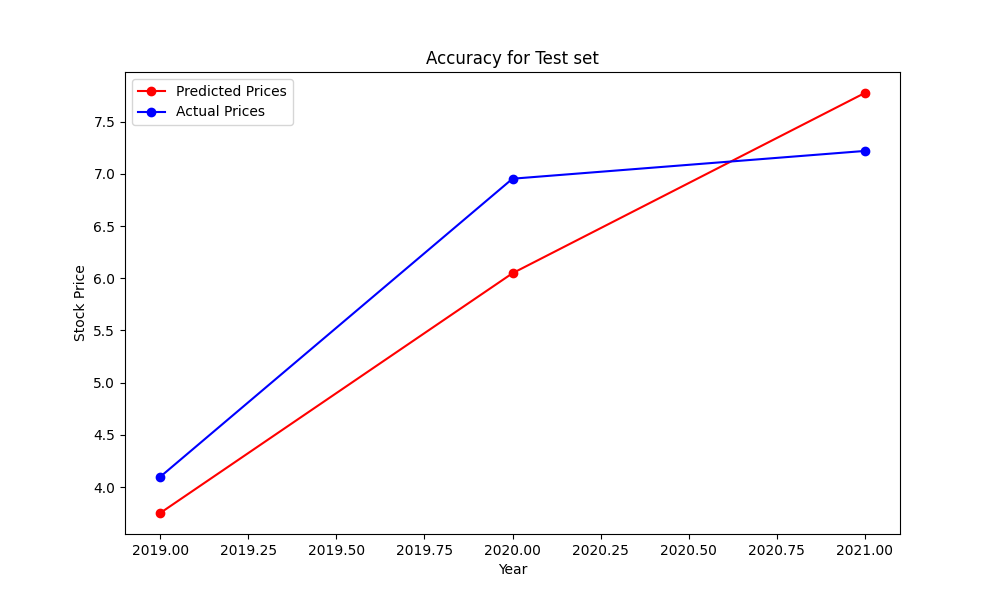 Accuracy for Test set
Predicted Prices
Actual Prices
Stock Price
7.5
7.0
6.5
6.0
5.5
5.0
4.5
4.0
2019.00 2019.25 2019.50 2019.75 2020.00 2020.25 2020.50 2020.75 2021.00
Year